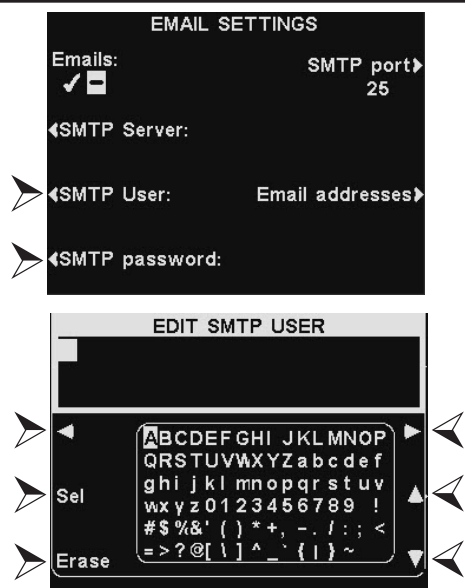 EMAIL SETTINGS
Emails:
SMTP port
25
SMTP Server:
SMTP User:
Email addresses
SMTP password:
EDIT SMTP USER
ABCDEFGHIJKLMNOP
QRSTUVWXYZabcdef
ghijklmnopqrstuv
wxyz0123456789 !
#$%&'()*+,-./:;<
=>?@[\]^_`{|}~
Sel
Erase